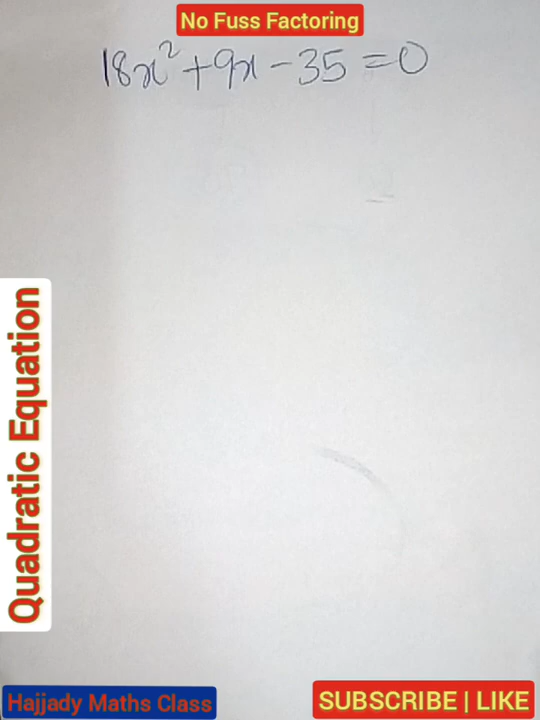 No Fuss Factoring
18x² + 9x - 35 = 0
Quadratic Equation
Hajjady Maths Class
SUBSCRIBE | LIKE